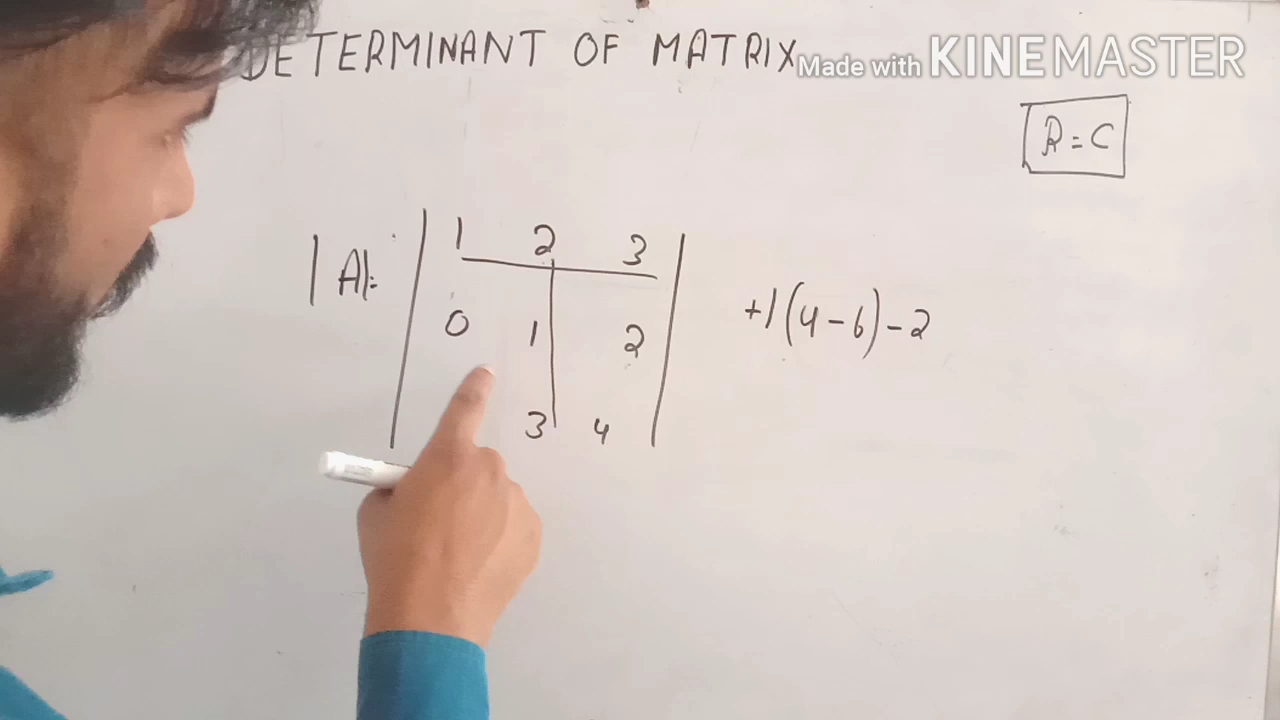 DETERMINANT OF MATRIX
Made with KINEMASTER
R=C
|A|=
1 2 3
0 1 2
3 4
+1(4-6)-2